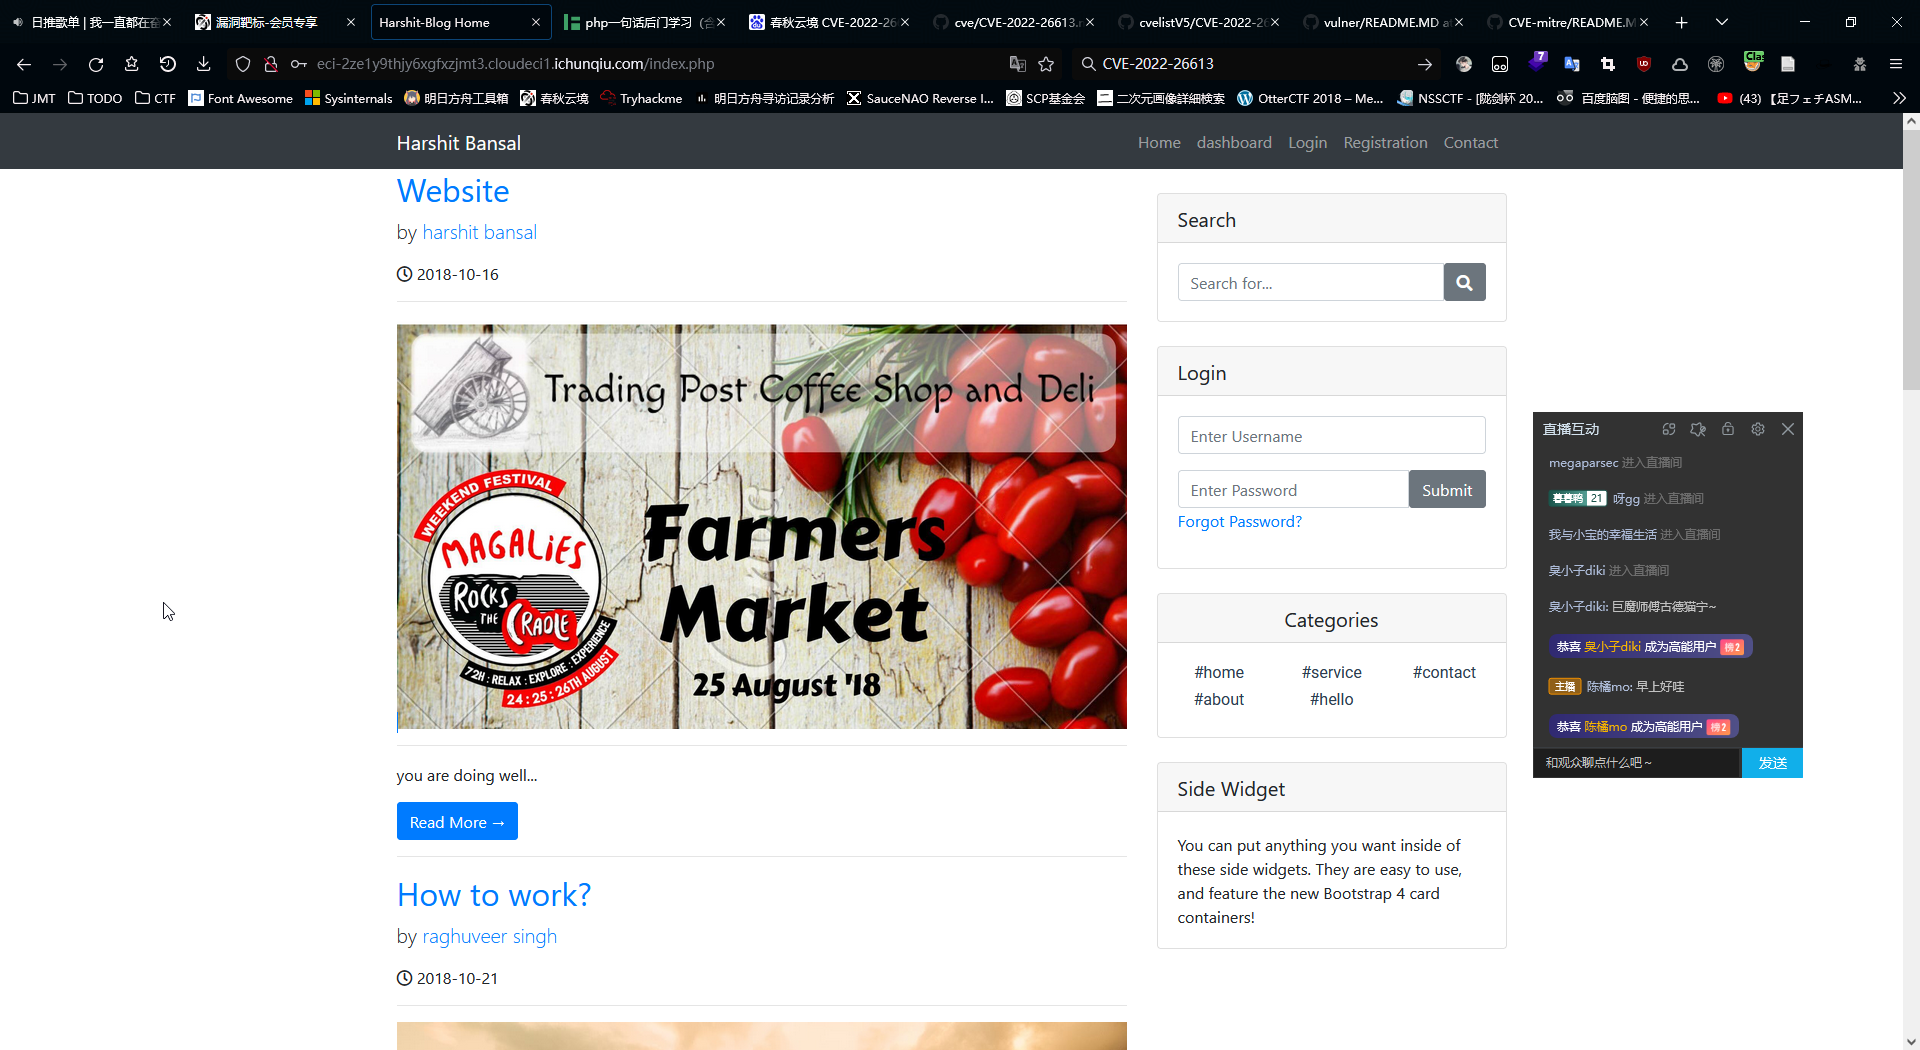 日推歌单 | 我一直都在奋
漏洞靶标-会员专享
Harshit-Blog Home
php一句话后门学习（含
春秋云境 CVE-2022-26
cve/CVE-2022-26613.m
cvelistV5/CVE-2022-26
vulner/README.MD at
CVE-mitre/README.M
eci-2ze1y9thjy6xgfxzjmt3.cloudeci1.ichunqiu.com/index.php
CVE-2022-26613
7
JMT
TODO
CTF
Font Awesome
Sysinternals
明日方舟工具箱
春秋云境
Tryhackme
明日方舟寻访记录分析
SauceNAO Reverse I...
SCP基金会
二次元画像詳細検索
OtterCTF 2018 – Me...
NSSCTF - [陇剑杯 20...
百度脑图 - 便捷的思...
(43) 【足フェチASM...
Harshit Bansal
Home
dashboard
Login
Registration
Contact
Website
by harshit bansal
2018-10-16
Trading Post Coffee Shop and Deli
WEEKEND FESTIVAL
MAGALIES
ROCKS
THE
CRADLE
72H : RELAX : EXPLORE : EXPERIENCE
24 : 25 : 26TH AUGUST
Farmers
Market
25 August '18
you are doing well...
Read More →
How to work?
by raghuveer singh
2018-10-21
Search
Search for...
Login
Enter Username
Enter Password
Submit
Forgot Password?
Categories
#home
#service
#contact
#about
#hello
Side Widget
You can put anything you want inside of
these side widgets. They are easy to use,
and feature the new Bootstrap 4 card
containers!
直播互动
megaparsec 进入直播间
21 呀gg 进入直播间
我与小宝的幸福生活 进入直播间
臭小子diki 进入直播间
臭小子diki: 巨魔师傅古德猫宁~
恭喜 臭小子diki 成为高能用户 榜2
主播 陈橘mo: 早上好哇
恭喜 陈橘mo 成为高能用户 榜2
和观众聊点什么吧~
发送